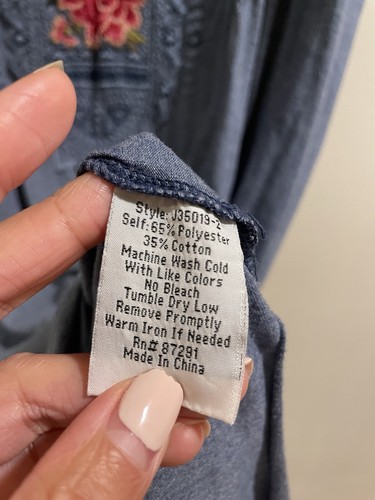 Style: J35019-2
Self: 65% Polyester
35% Cotton
Machine Wash Cold
With Like Colors
No Bleach
Tumble Dry Low
Remove Promptly
Warm Iron If Needed
Rn# 87291
Made In China